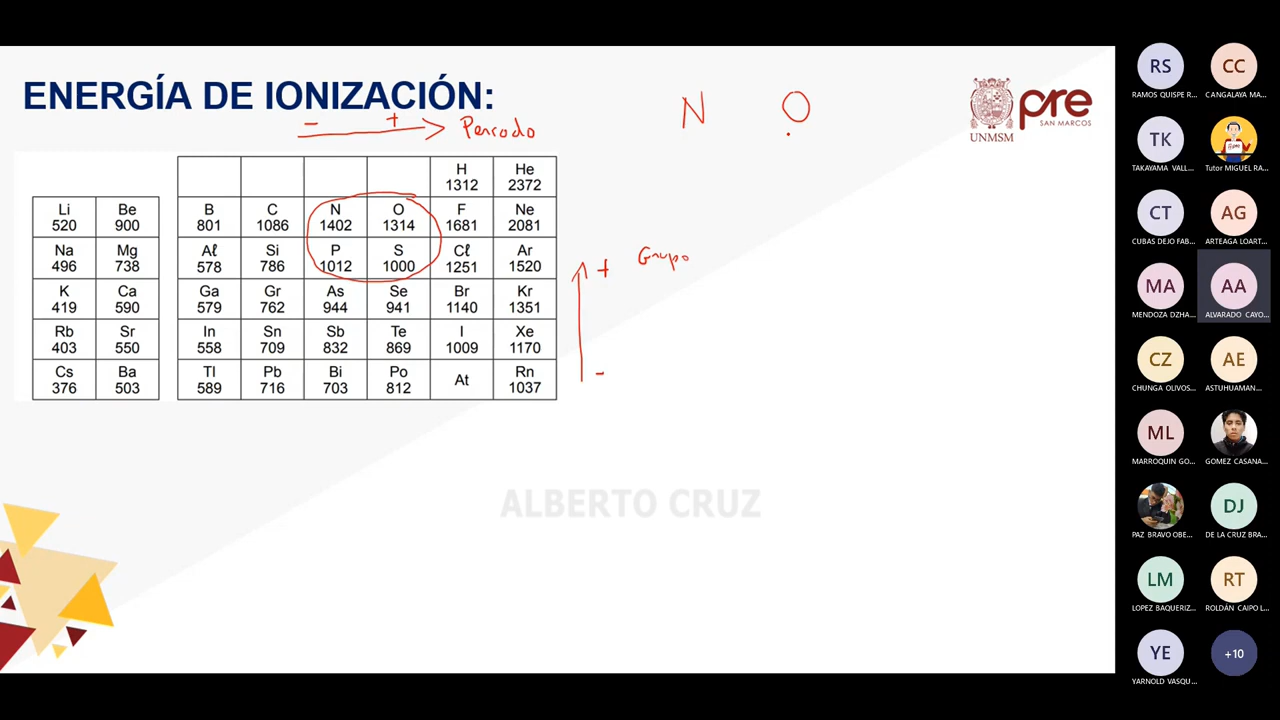 ENERGÍA DE IONIZACIÓN:
- + Periodo
N O
UNMSM
pre
SAN MARCOS
H He
1312 2372
Li Be B C N O F Ne
520 900 801 1086 1402 1314 1681 2081
Na Mg Aℓ Si P S Cℓ Ar
496 738 578 786 1012 1000 1251 1520
K Ca Ga Gr As Se Br Kr
419 590 579 762 944 941 1140 1351
Rb Sr In Sn Sb Te I Xe
403 550 558 709 832 869 1009 1170
Cs Ba Tl Pb Bi Po At Rn
376 503 589 716 703 812 1037
+ Grupo
-
ALBERTO CRUZ
RS CC
RAMOS QUISPE R... CANGALAYA MA...
TK
TAKAYAMA VALL... Tutor MIGUEL RA...
CT AG
CUBAS DEJO FAB... ARTEAGA LOART...
MA AA
MENDOZA DZHA... ALVARADO CAYO...
CZ AE
CHUNGA OLIVOS... ASTUHUAMAN...
ML
MARROQUIN GO... GOMEZ CASANA...
DJ
PAZ BRAVO OBE... DE LA CRUZ BRA...
LM RT
LOPEZ BAQUERIZ... ROLDÁN CAIPO L...
YE +10
YARNOLD VASQU...